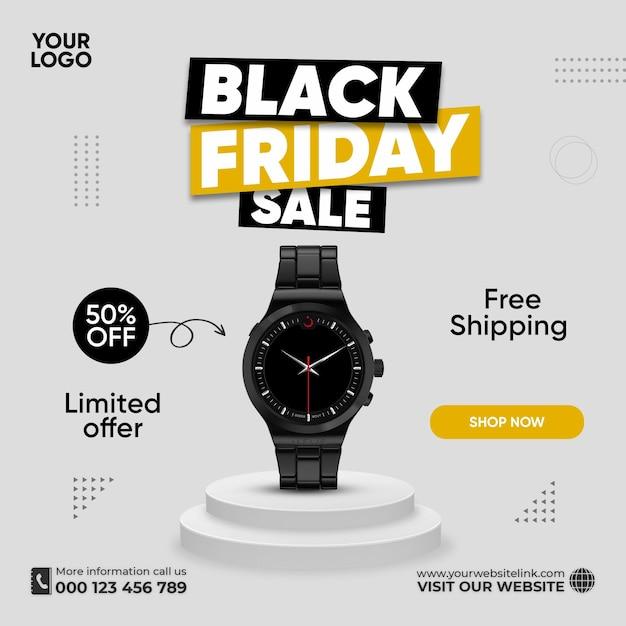 YOUR
LOGO
BLACK
FRIDAY
SALE
50%
OFF
Limited
offer
Free
Shipping
SHOP NOW
More information call us
000 123 456 789
www.yourwebsitelink.com
VISIT OUR WEBSITE